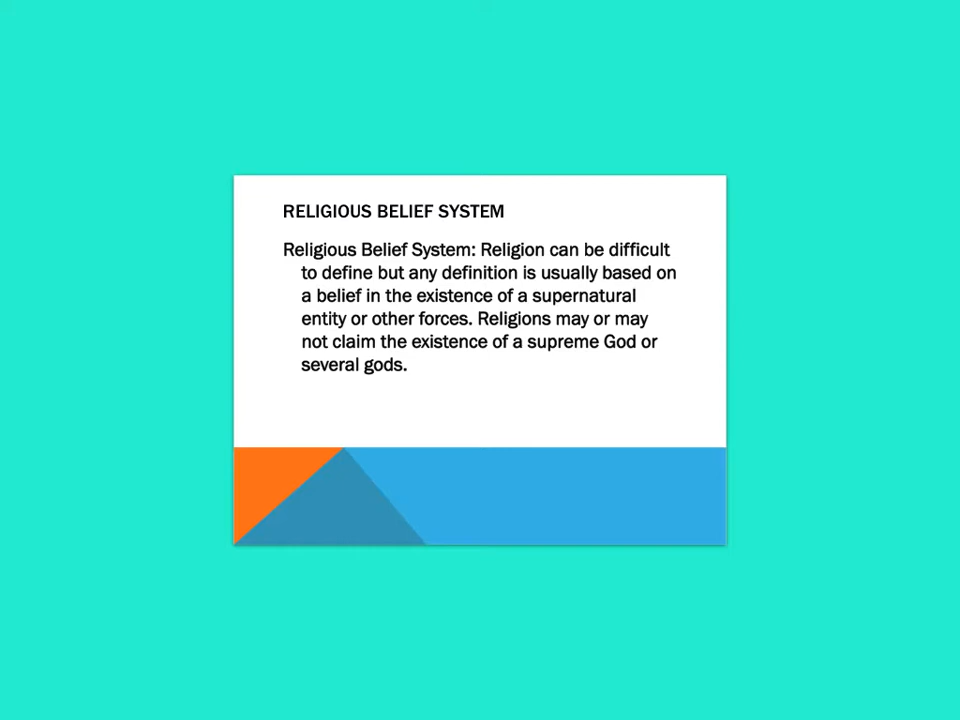 RELIGIOUS BELIEF SYSTEM
Religious Belief System: Religion can be difficult
to define but any definition is usually based on
a belief in the existence of a supernatural
entity or other forces. Religions may or may
not claim the existence of a supreme God or
several gods.